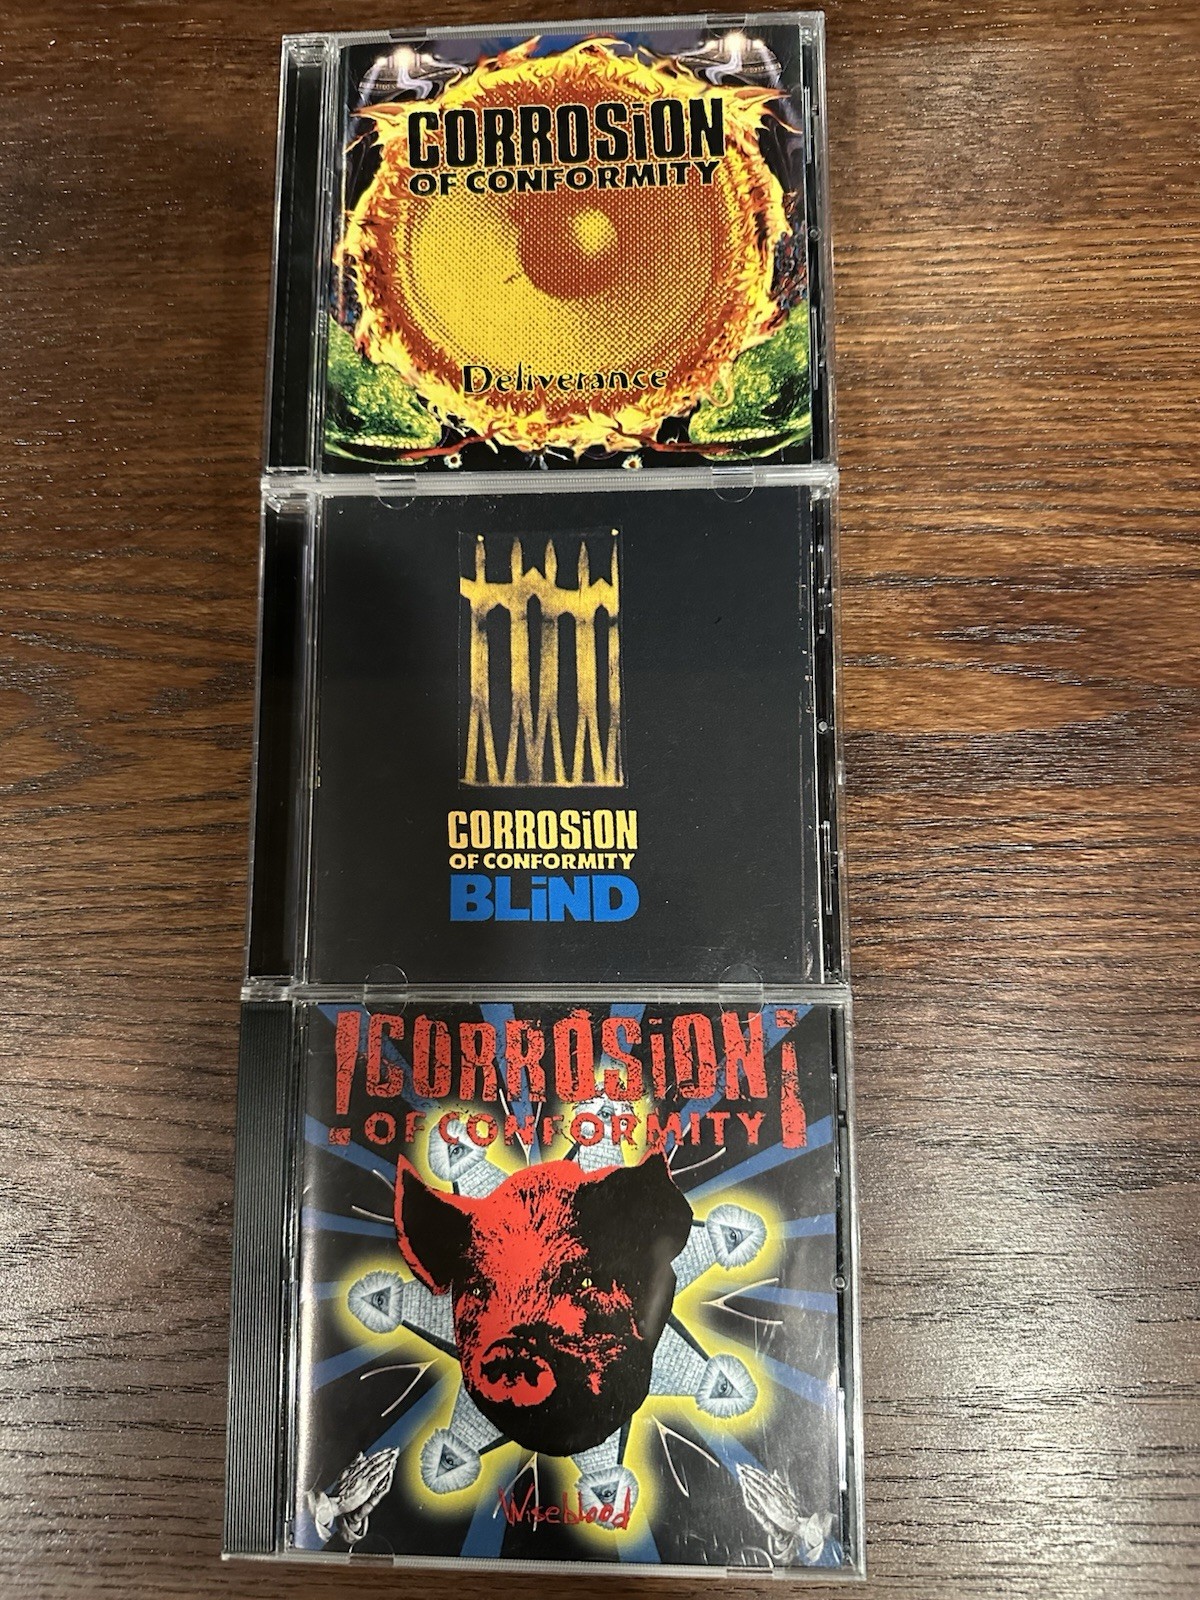 CORROSiON
OF CONFORMITY
Deliverance
CORROSiON
OF CONFORMITY
BLiND
!CORROSiON¡
OF CONFORMITY
Wiseblood